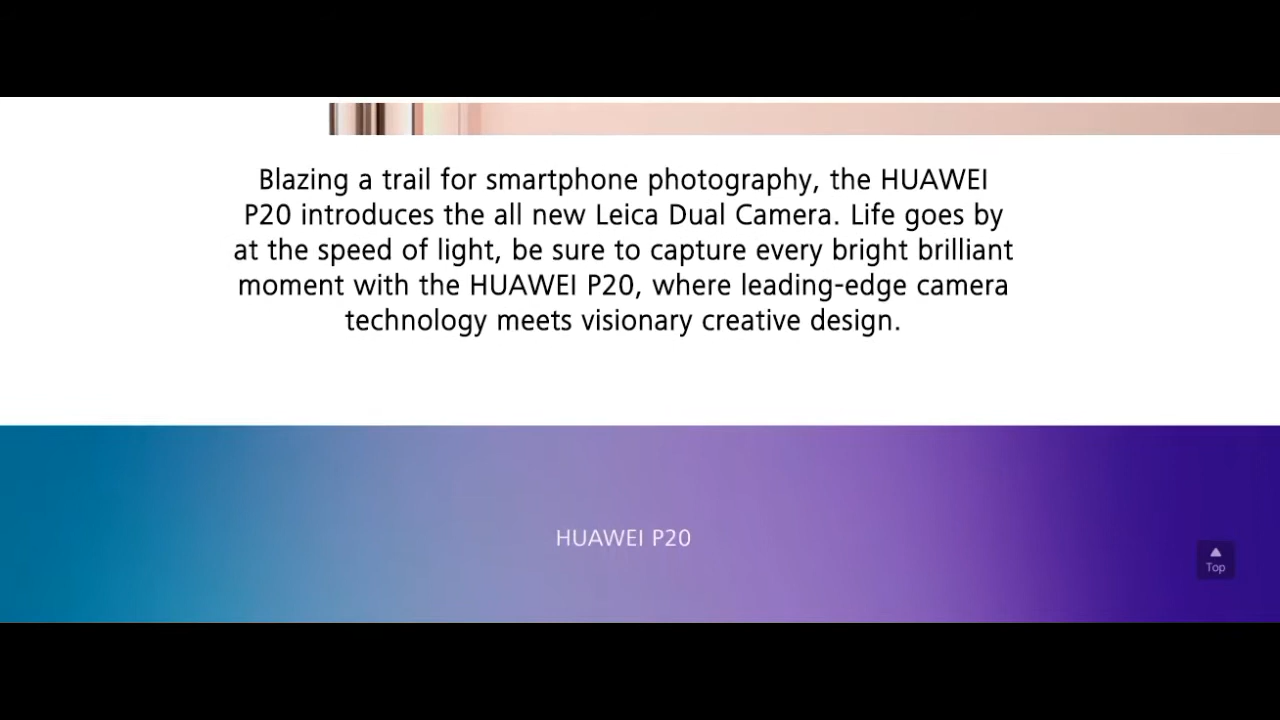 Blazing a trail for smartphone photography, the HUAWEI
P20 introduces the all new Leica Dual Camera. Life goes by
at the speed of light, be sure to capture every bright brilliant
moment with the HUAWEI P20, where leading-edge camera
technology meets visionary creative design.
HUAWEI P20
Top